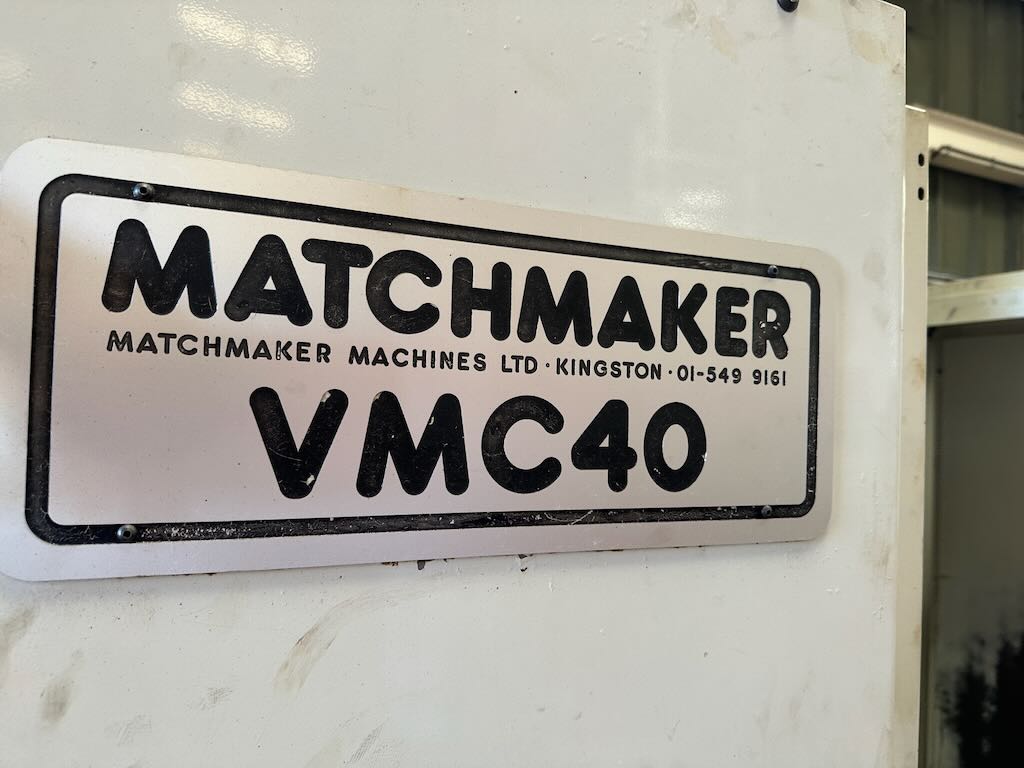 MATCHMAKER
MATCHMAKER MACHINES LTD · KINGSTON · 01-549 9161
VMC40